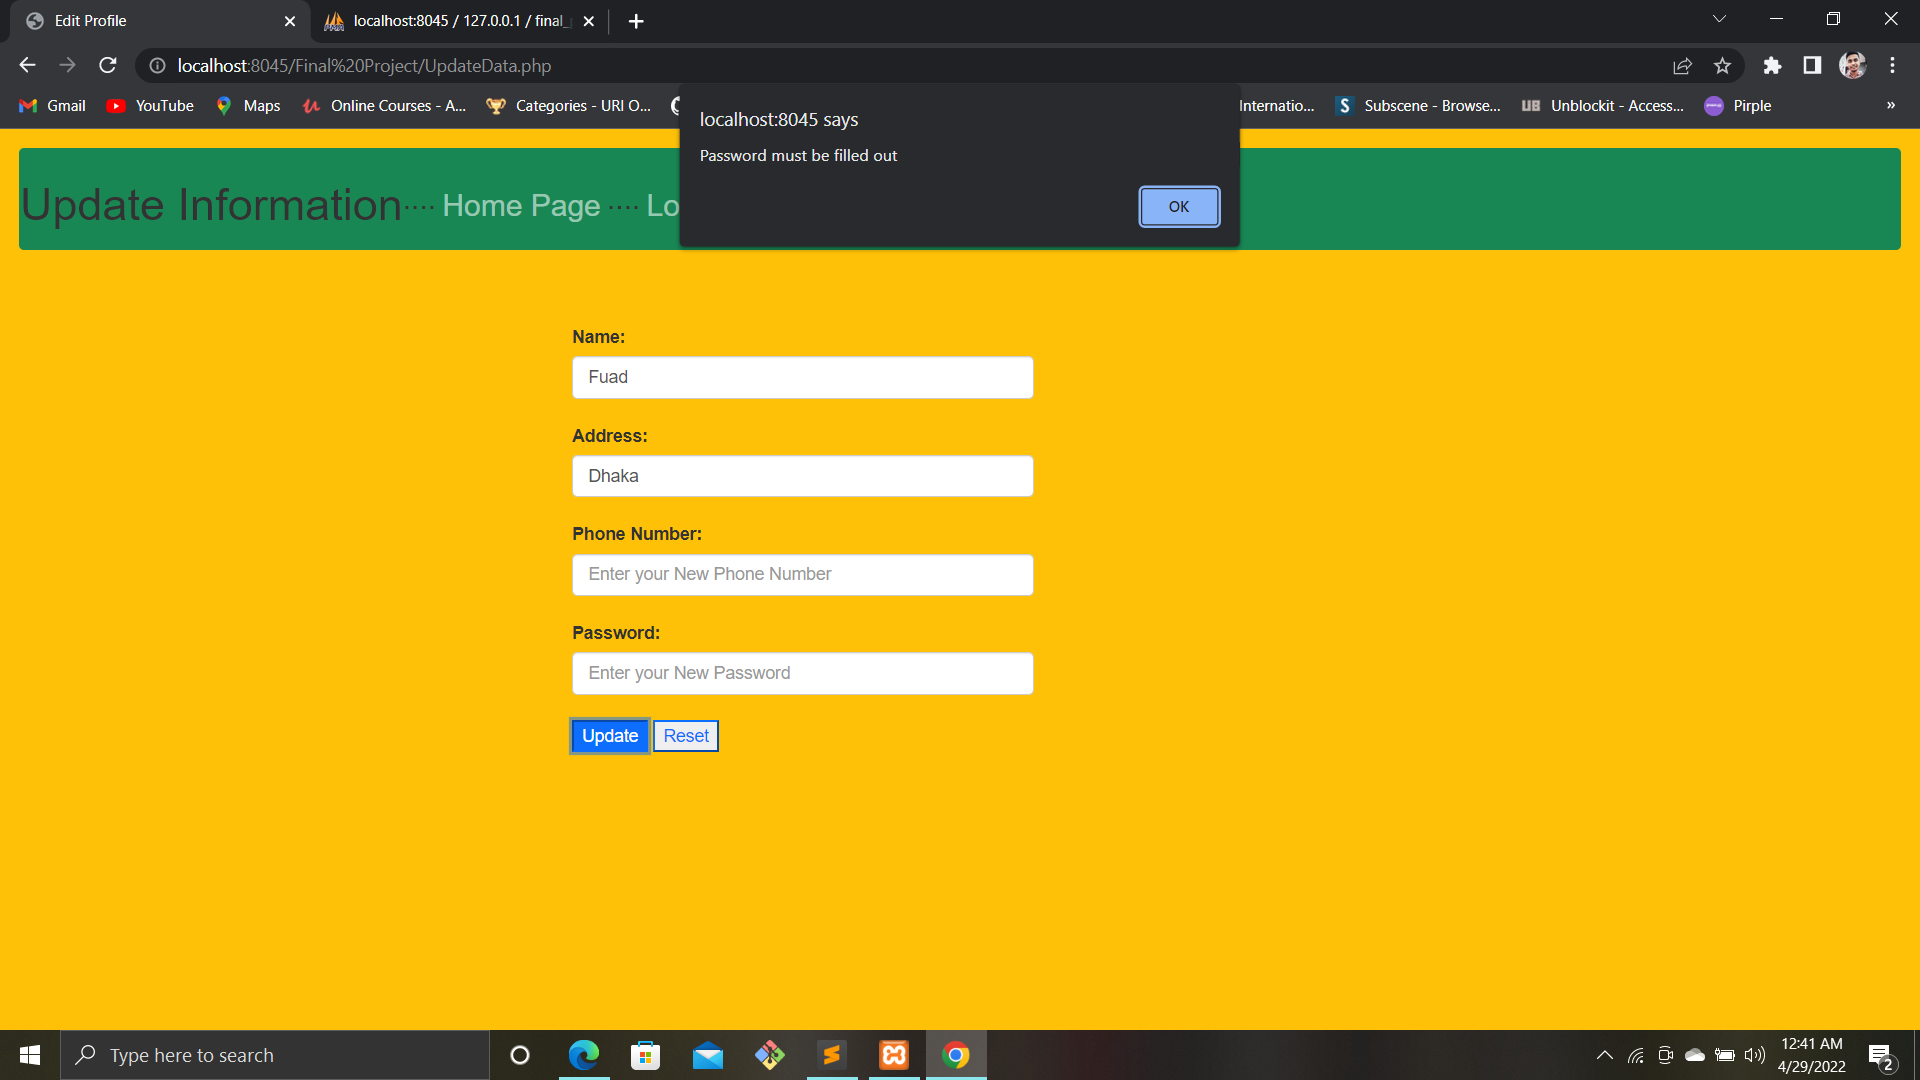 Edit Profile
localhost:8045 / 127.0.0.1 / final_
localhost:8045/Final%20Project/UpdateData.php
Gmail
YouTube
Maps
Online Courses - A...
Categories - URI O...
Internatio...
Subscene - Browse...
UB Unblockit - Access...
Pirple
»
localhost:8045 says
Password must be filled out
OK
Update Information···· Home Page ···· Lo
Name:
Fuad
Address:
Dhaka
Phone Number:
Enter your New Phone Number
Password:
Enter your New Password
Update Reset
Type here to search
12:41 AM
4/29/2022
2